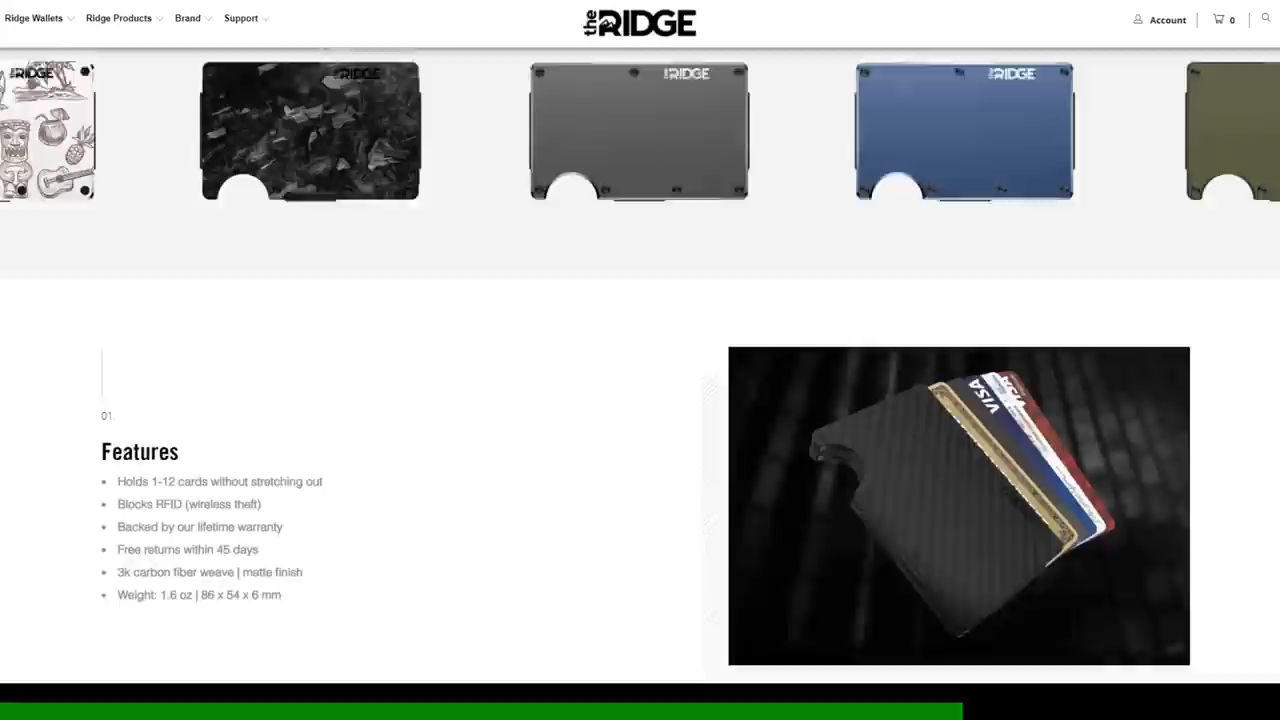 Ridge Wallets
Ridge Products
Brand
Support
the RIDGE
Account
0
RIDGE
RIDGE
RIDGE
RIDGE
01.
Features
Holds 1-12 cards without stretching out
Blocks RFID (wireless theft)
Backed by our lifetime warranty
Free returns within 45 days
3k carbon fiber weave | matte finish
Weight: 1.6 oz | 86 x 54 x 6 mm
VISA
VISA